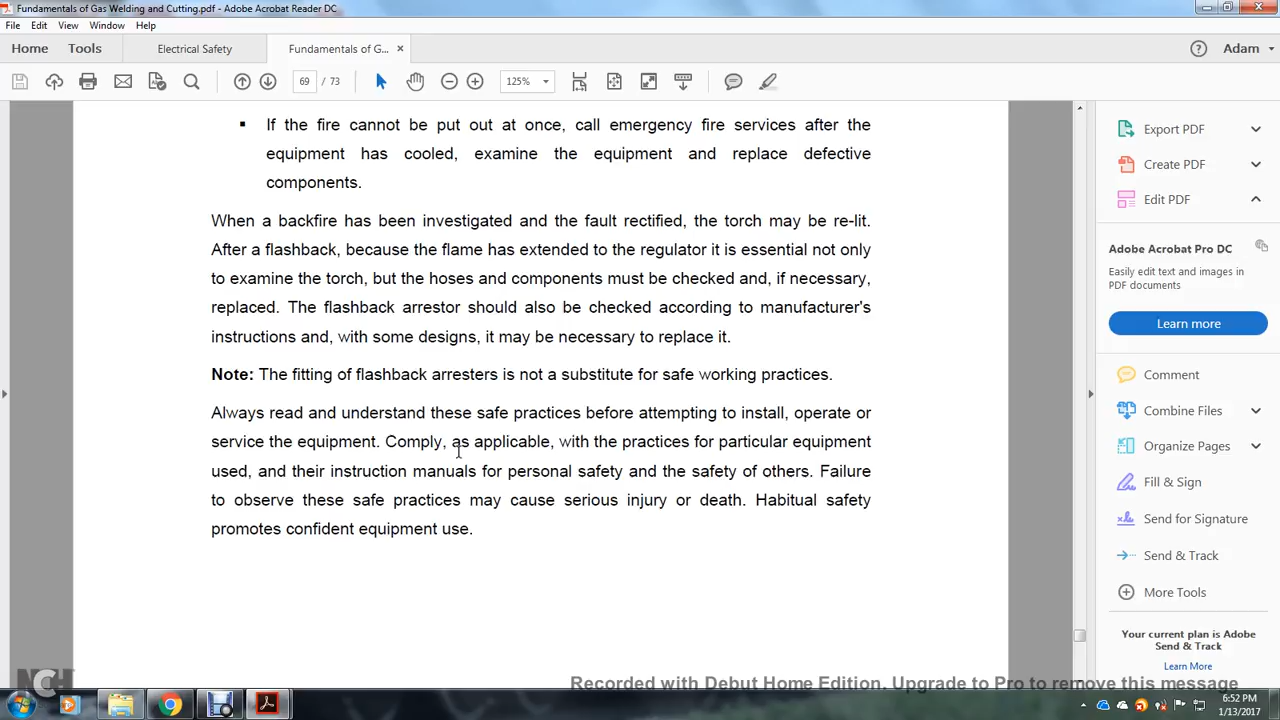 Fundamentals of Gas Welding and Cutting.pdf - Adobe Acrobat Reader DC
File Edit View Window Help
Home Tools Electrical Safety Fundamentals of G... × Adam
69 / 73 125%
▪ If the fire cannot be put out at once, call emergency fire services after the
equipment has cooled, examine the equipment and replace defective
components.
When a backfire has been investigated and the fault rectified, the torch may be re-lit.
After a flashback, because the flame has extended to the regulator it is essential not only
to examine the torch, but the hoses and components must be checked and, if necessary,
replaced. The flashback arrestor should also be checked according to manufacturer's
instructions and, with some designs, it may be necessary to replace it.
Note: The fitting of flashback arresters is not a substitute for safe working practices.
Always read and understand these safe practices before attempting to install, operate or
service the equipment. Comply, as applicable, with the practices for particular equipment
used, and their instruction manuals for personal safety and the safety of others. Failure
to observe these safe practices may cause serious injury or death. Habitual safety
promotes confident equipment use.
Export PDF
Create PDF
Edit PDF
Adobe Acrobat Pro DC
Easily edit text and images in
PDF documents
Learn more
Comment
Combine Files
Organize Pages
Fill & Sign
Send for Signature
Send & Track
More Tools
Your current plan is Adobe
Send & Track
Learn More
NCH
Recorded with Debut Home Edition. Upgrade to Pro to remove this message
6:52 PM
1/13/2017